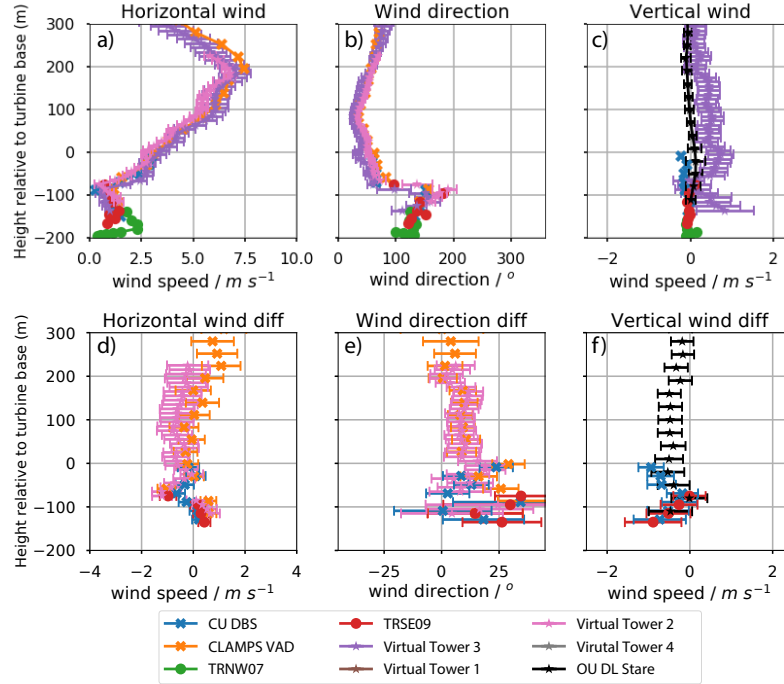 Horizontal wind Wind direction Vertical wind
Height relative to turbine base (m)
a) b) c)
300
200
100
0
−100
−200
0.0 2.5 5.0 7.5 10.0 0 100 200 300 −2 0 2
wind speed / m s⁻¹ wind direction / o wind speed / m s⁻¹
Horizontal wind diff Wind direction diff Vertical wind diff
Height relative to turbine base (m)
d) e) f)
300
200
100
0
−100
−200
−4 −2 0 2 4 −25 0 25 −2 0 2
wind speed / m s⁻¹ wind direction / o wind speed / m s⁻¹
CU DBS TRSE09 Virtual Tower 2
CLAMPS VAD Virtual Tower 3 Virutal Tower 4
TRNW07 Virtual Tower 1 OU DL Stare